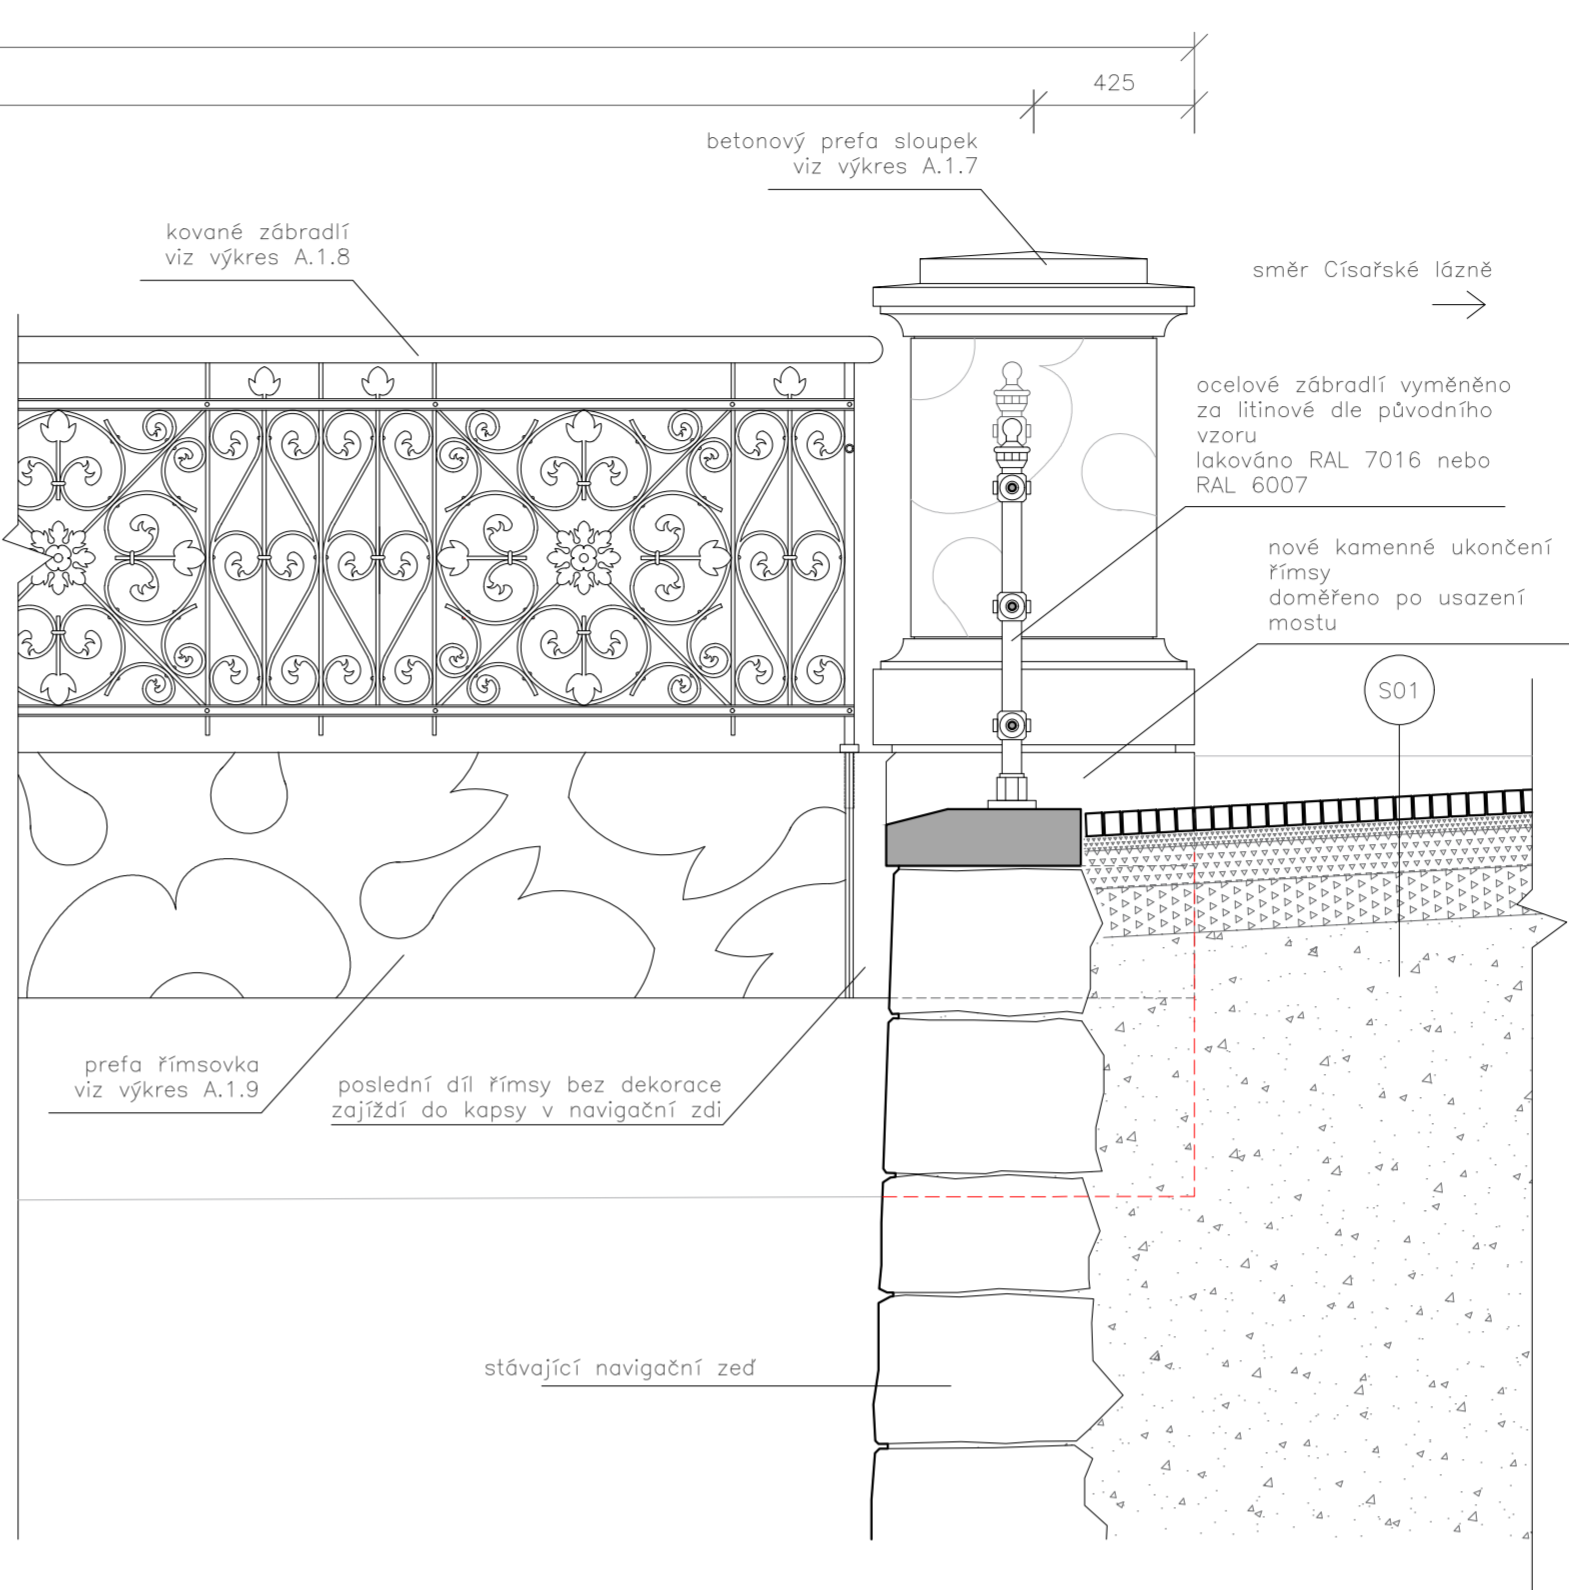 425
betonový prefa sloupek
viz výkres A.1.7
kované zábradlí
viz výkres A.1.8
směr Císařské lázně
ocelové zábradlí vyměněno
za litinové dle původního
vzoru
lakováno RAL 7016 nebo
RAL 6007
nové kamenné ukončení
římsy
doměřeno po usazení
mostu
S01
prefa římsovka
viz výkres A.1.9
poslední díl římsy bez dekorace
zajíždí do kapsy v navigační zdi
stávající navigační zeď